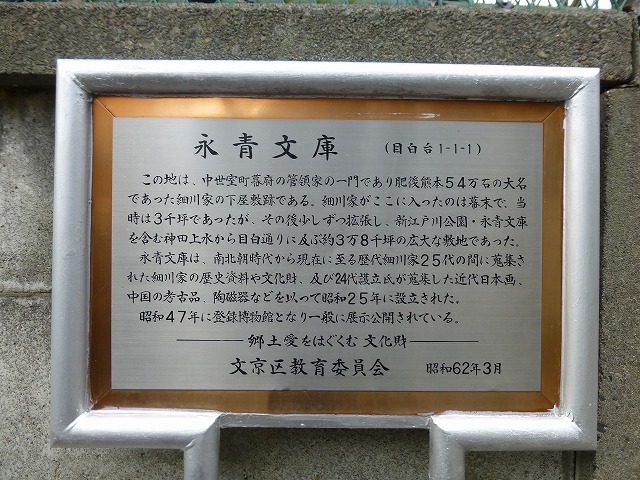 永青文庫 (目白台1-1-1)
この地は、中世室町幕府の管領家の一門であり肥後熊本54万石の大名
であった細川家の下屋敷跡である。細川家がここに入ったのは幕末で、当
時は3千坪であったが、その後少しずつ拡張し、新江戸川公園・永青文庫
を含む神田上水から目白通りに及ぶ約3万8千坪の広大な敷地であった。
永青文庫は、南北朝時代から現在に至る歴代細川家25代の間に蒐集さ
れた細川家の歴史資料や文化財、及び24代護立氏が蒐集した近代日本画、
中国の考古品、陶磁器などを以って昭和25年に設立された。
昭和47年に登録博物館となり一般に展示公開されている。
郷土愛をはぐくむ文化財
文京区教育委員会 昭和62年3月